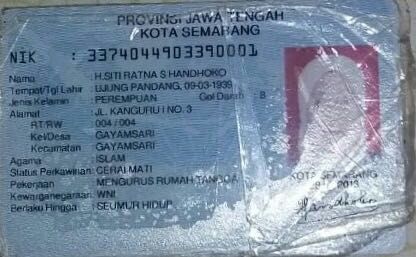 PROVINSI JAWA TENGAH
KOTA SEMARANG
NIK : 3374044903390001
Nama : H.SITI RATNA S HANDHOKO
Tempat/Tgl Lahir : UJUNG PANDANG, 09-03-1939
Jenis Kelamin : PEREMPUAN Gol Darah : B
Alamat : JL. KANGURU I NO. 3
RT/RW : 004 / 004
Kel/Desa : GAYAMSARI
Kecamatan : GAYAMSARI
Agama : ISLAM
Status Perkawinan : CERAI MATI
Pekerjaan : MENGURUS RUMAH TANGGA
Kewarganegaraan : WNI
Berlaku Hingga : SEUMUR HIDUP
KOTA SEMARANG
2013